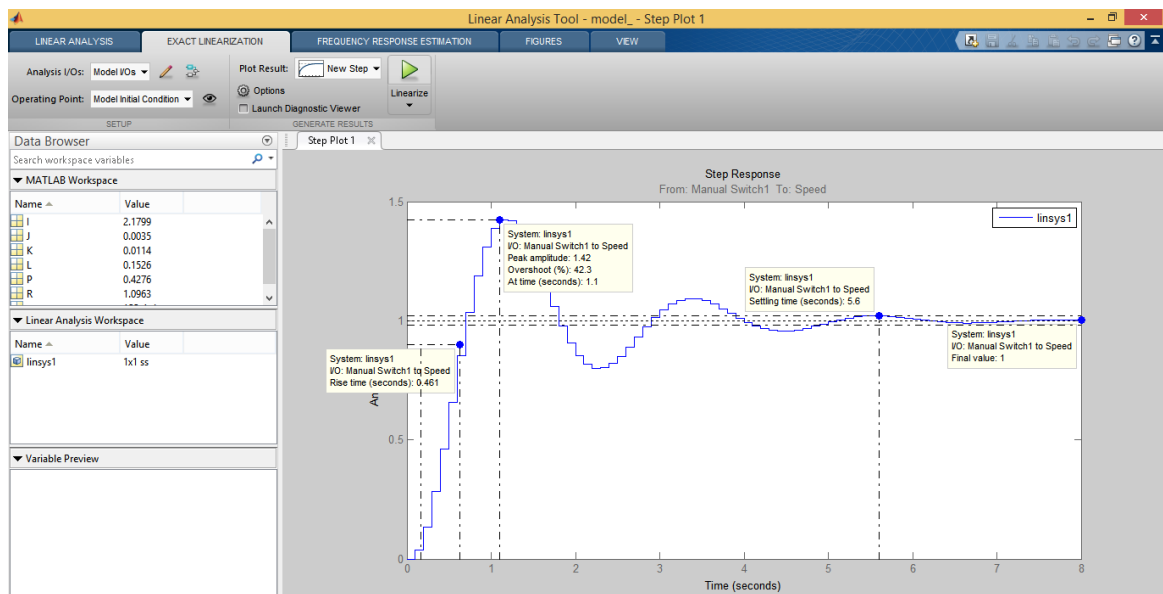 Linear Analysis Tool - model_ - Step Plot 1
LINEAR ANALYSIS EXACT LINEARIZATION FREQUENCY RESPONSE ESTIMATION FIGURES VIEW
Analysis I/Os: Model I/Os
Operating Point: Model Initial Condition
SETUP
Plot Result: New Step
Options
Launch Diagnostic Viewer
Linearize
GENERATE RESULTS
Data Browser
Search workspace variables
MATLAB Workspace
Name Value
I 2.1799
J 0.0035
K 0.0114
L 0.1526
P 0.4276
R 1.0963
Linear Analysis Workspace
Name Value
linsys1 1x1 ss
Variable Preview
Step Plot 1
Step Response
From: Manual Switch1 To: Speed
linsys1
System: linsys1
I/O: Manual Switch1 to Speed
Peak amplitude: 1.42
Overshoot (%): 42.3
At time (seconds): 1.1
System: linsys1
I/O: Manual Switch1 to Speed
Settling time (seconds): 5.6
System: linsys1
I/O: Manual Switch1 to Speed
Final value: 1
System: linsys1
I/O: Manual Switch1 to Speed
Rise time (seconds): 0.461
1.5
1
0.5
0
0 1 2 3 4 5 6 7 8
Time (seconds)